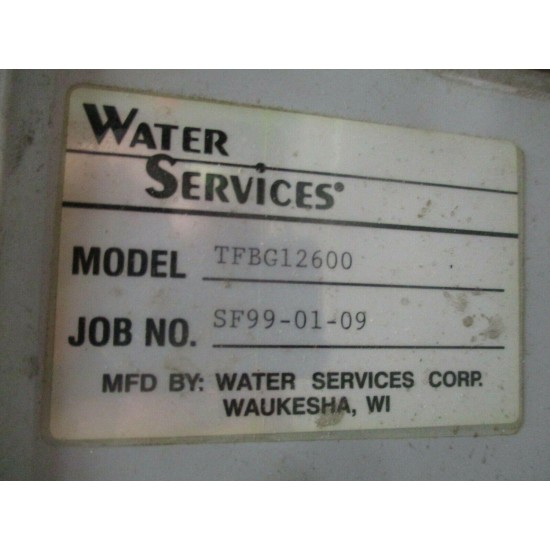 WATER
SERVICES®
MODEL TFBG12600
JOB NO. SF99-01-09
MFD BY: WATER SERVICES CORP.
WAUKESHA, WI